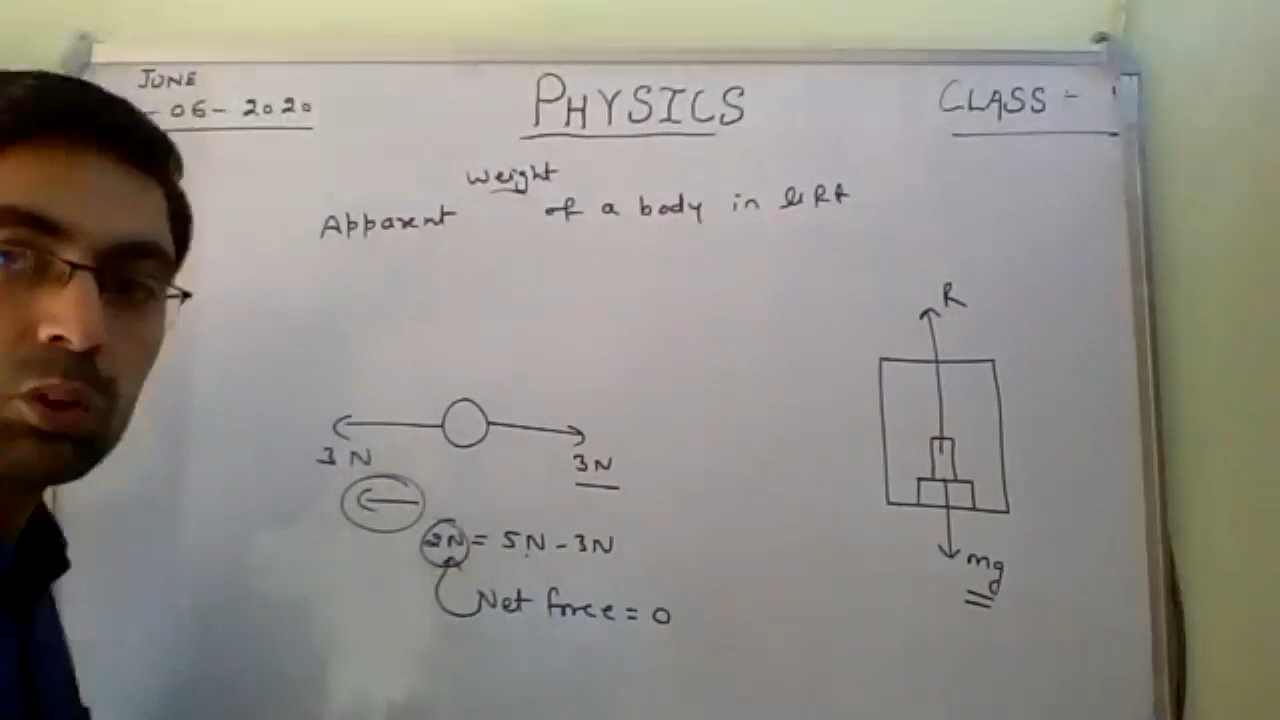 JUNE
- 06 - 2020
PHYSICS
CLASS -
Apparent weight of a body in
R
3 N
3N
2N = 5N - 3N
Net force = 0
mg